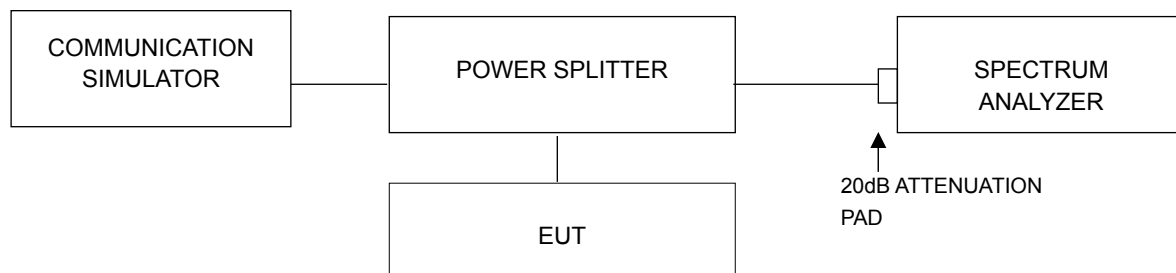 COMMUNICATION
SIMULATOR
POWER SPLITTER
SPECTRUM
ANALYZER
20dB ATTENUATION
PAD
EUT